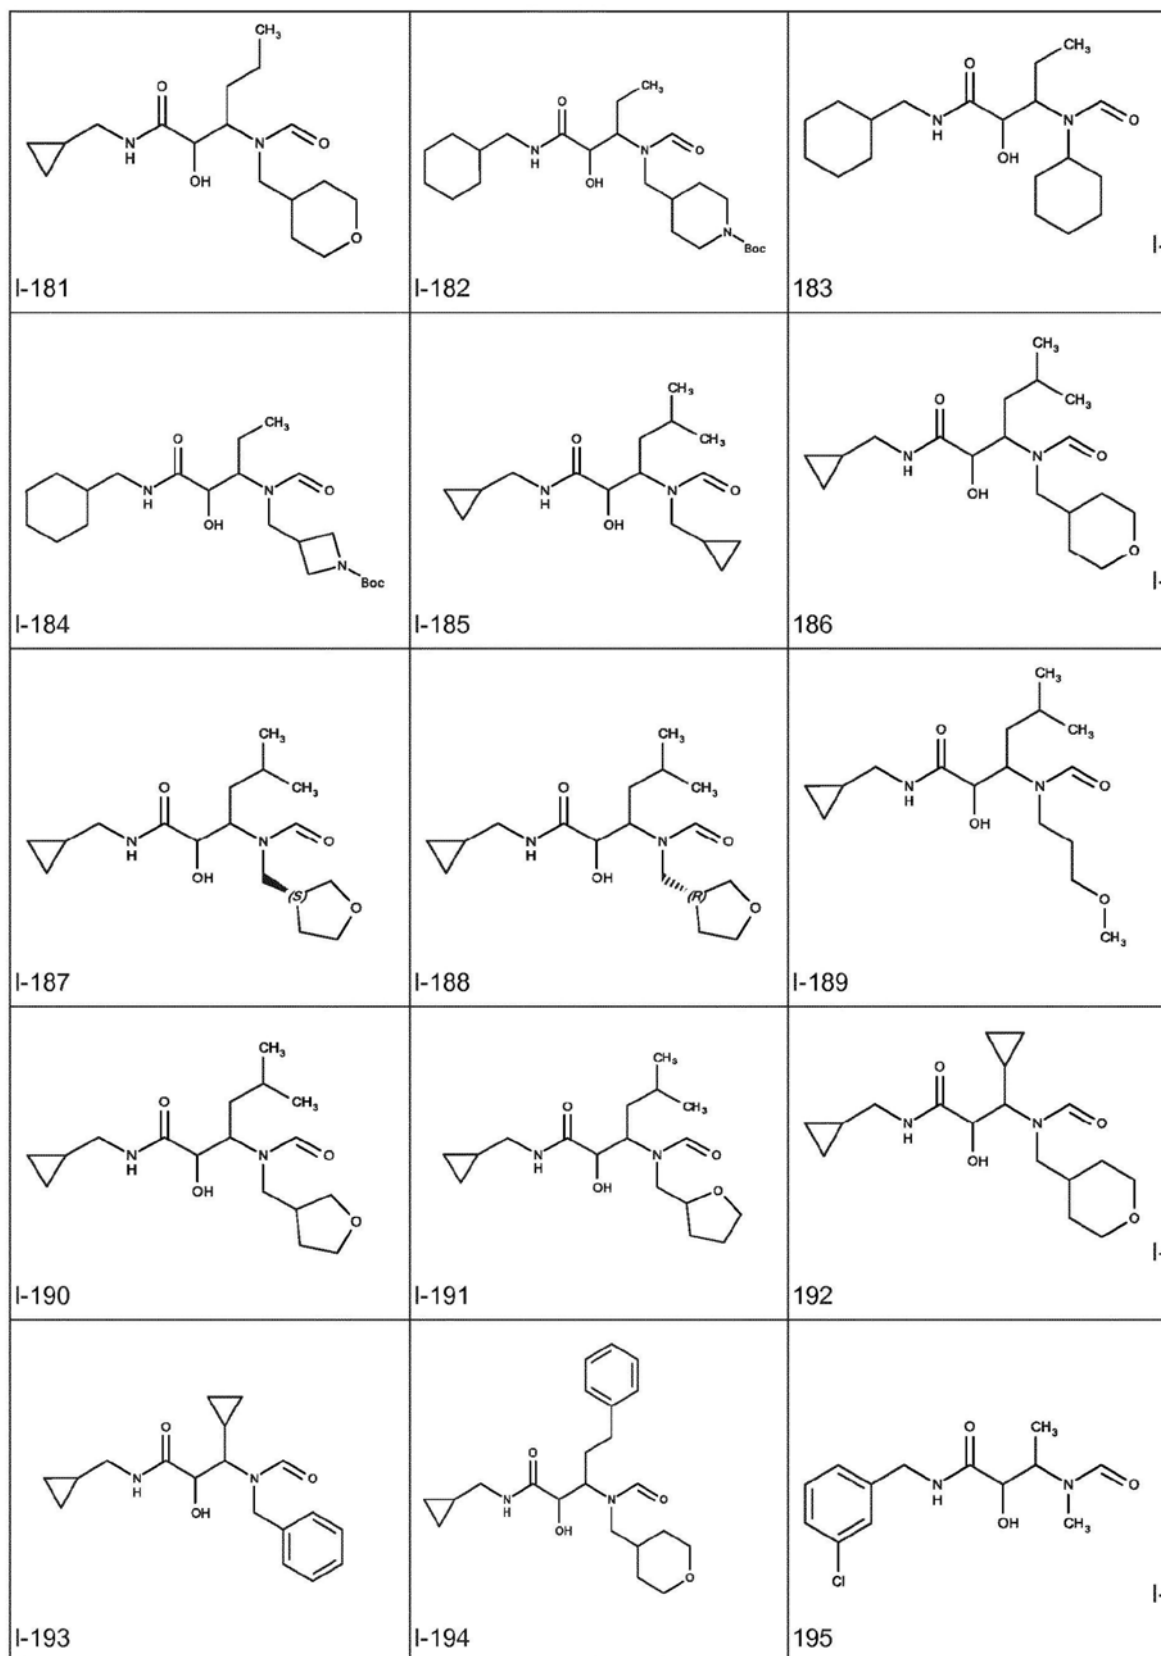 CH₃
O
N
H
OH
N
O
O
I-181
CH₃
O
N
H
OH
N
O
N
Boc
I-182
CH₃
O
N
H
OH
N
O
183
I-
CH₃
O
N
H
OH
N
O
N
Boc
I-184
CH₃
CH₃
O
N
H
OH
N
O
I-185
CH₃
CH₃
O
N
H
OH
N
O
O
186
I-
CH₃
CH₃
O
N
H
OH
N
O
(S)
O
I-187
CH₃
CH₃
O
N
H
OH
N
O
(R)
O
I-188
CH₃
CH₃
O
N
H
OH
N
O
O
CH₃
I-189
CH₃
CH₃
O
N
H
OH
N
O
O
I-190
CH₃
CH₃
O
N
H
OH
N
O
O
I-191
O
N
H
OH
N
O
O
192
I-
O
N
H
OH
N
O
I-193
O
N
H
OH
N
O
O
I-194
O
CH₃
N
H
OH
N
O
CH₃
Cl
195
I-